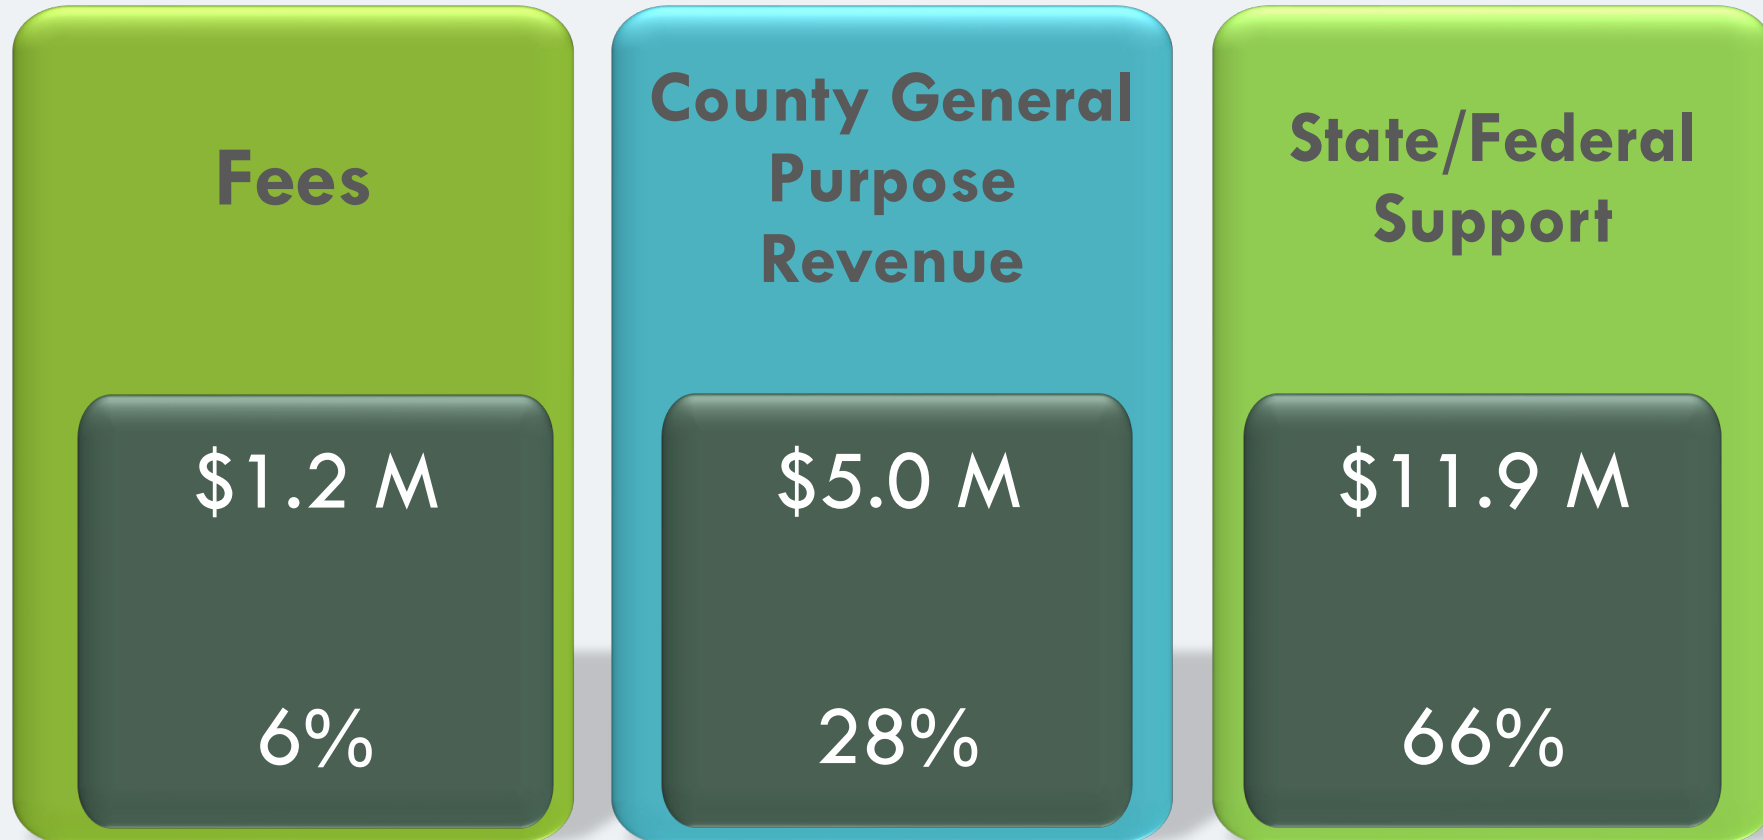 Fees
$1.2 M
6%
County General
Purpose
Revenue
$5.0 M
28%
State/Federal
Support
$11.9 M
66%